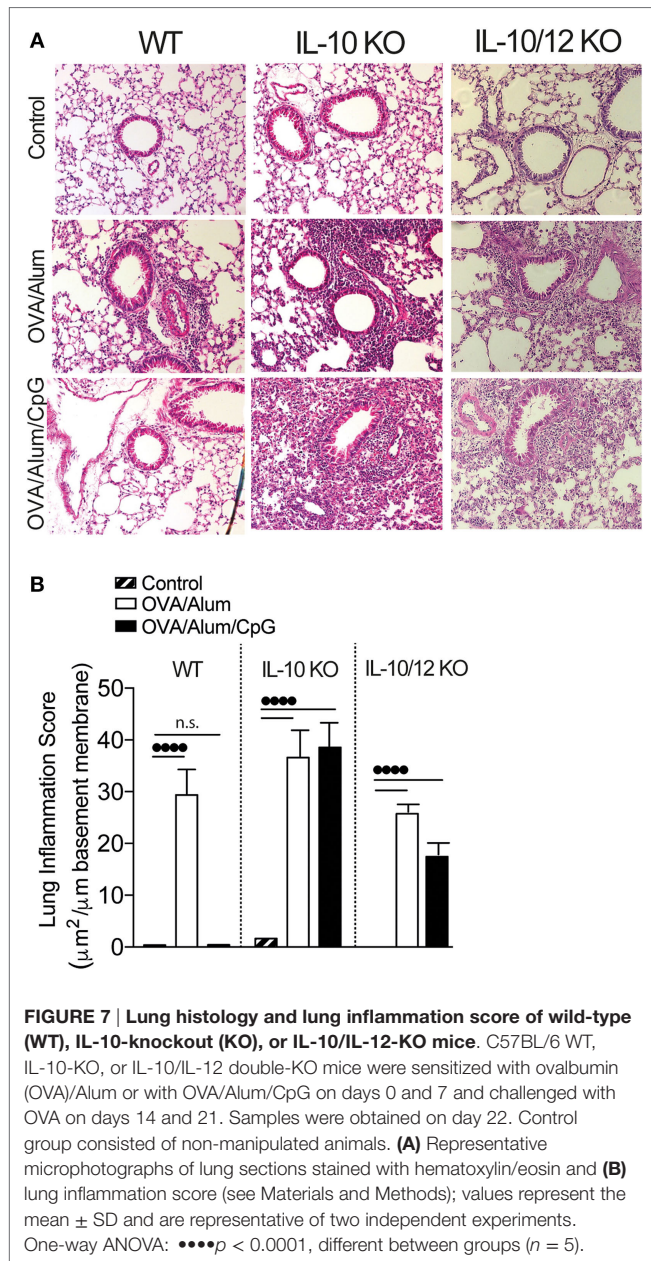 A
WT
IL-10 KO
IL-10/12 KO
Control
OVA/Alum
OVA/Alum/CpG
B
Control
OVA/Alum
OVA/Alum/CpG
WT
IL-10 KO
IL-10/12 KO
Lung Inflammation Score
(μm²/μm basement membrane)
50
40
30
20
10
0
n.s.
●●●●
●●●●
●●●●
FIGURE 7 | Lung histology and lung inflammation score of wild-type
(WT), IL-10-knockout (KO), or IL-10/IL-12-KO mice. C57BL/6 WT,
IL-10-KO, or IL-10/IL-12 double-KO mice were sensitized with ovalbumin
(OVA)/Alum or with OVA/Alum/CpG on days 0 and 7 and challenged with
OVA on days 14 and 21. Samples were obtained on day 22. Control
group consisted of non-manipulated animals. (A) Representative
microphotographs of lung sections stained with hematoxylin/eosin and (B)
lung inflammation score (see Materials and Methods); values represent the
mean ± SD and are representative of two independent experiments.
One-way ANOVA: ●●●●p < 0.0001, different between groups (n = 5).